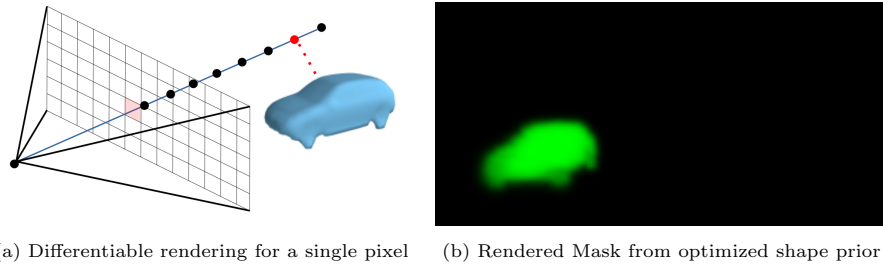 a) Differentiable rendering for a single pixel
(b) Rendered Mask from optimized shape prior